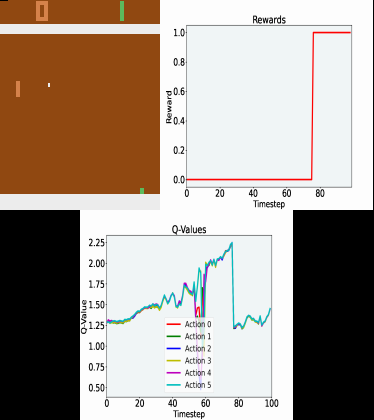 0
Rewards
1.0
0.8
0.6
0.4
0.2
0.0
Reward
0 20 40 60 80
Timestep
Q-Values
2.25
2.00
1.75
1.50
1.25
1.00
0.75
0.50
Q-Value
Action 0
Action 1
Action 2
Action 3
Action 4
Action 5
0 20 40 60 80 100
Timestep